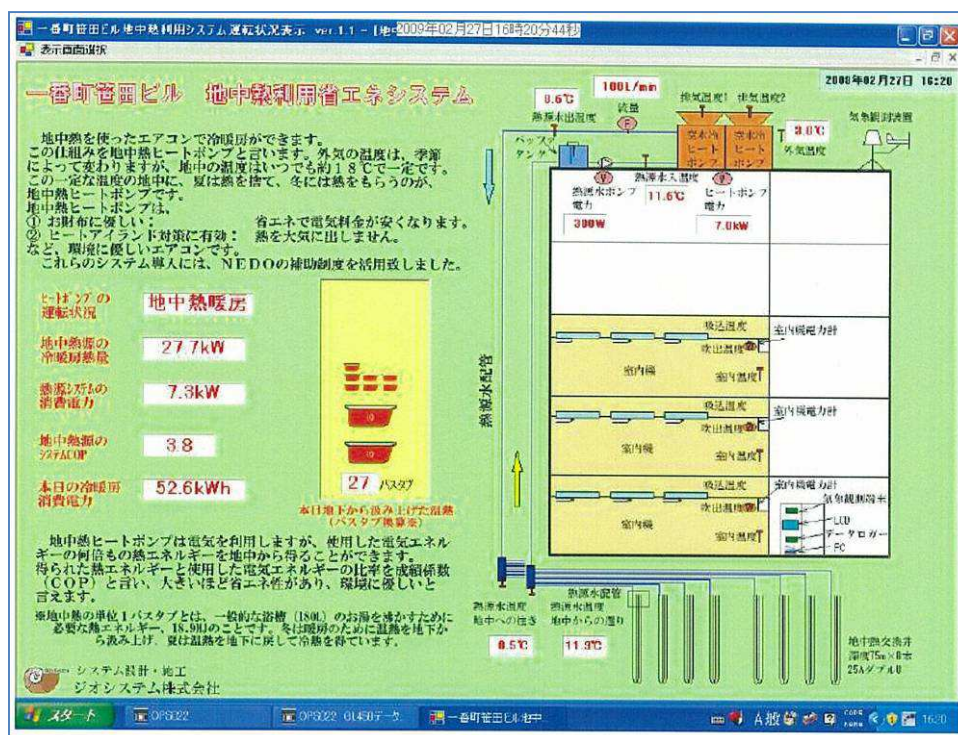 一番町笹田ビル地中熱利用システム運転状況表示 ver 1.1 - [地中
2009年02月27日16時20分44秒
表示画面選択
2009年02月27日 16:20
一番町笹田ビル 地中熱利用省エネシステム
地中熱を使ったエアコンで冷暖房ができます。
この仕組みを地中熱ヒートポンプと言います。外気の温度は、季節
によって変わりますが、地中の温度はいつでも約18℃で一定です。
この一定な温度の地中に、夏は熱を捨て、冬には熱をもらうのが、
地中熱ヒートポンプです。
地中熱ヒートポンプは、
① お財布に優しい: 省エネで電気料金が安くなります。
② ヒートアイランド対策に有効: 熱を大気に出しません。
など、環境に優しいエアコンです。
これらのシステム導入には、NEDOの補助制度を活用致しました。
ヒートポンプの
運転状況
地中熱暖房
地中熱源の
冷暖房熱量
27.7kW
熱源システムの
消費電力
7.3kW
地中熱源の
システムCOP
3.8
本日の冷暖房
消費電力
52.6kWh
10
10
27 バスタブ
本日地下から汲み上げた温熱
(バスタブ換算※)
地中熱ヒートポンプは電気を利用しますが、使用した電気エネル
ギーの何倍もの熱エネルギーを地中から得ることができます。
得られた熱エネルギーと使用した電気エネルギーの比率を成績係数
(COP)と言い、大きいほど省エネ性があり、環境に優しいと
言えます。
※地中熱の単位1バスタブとは、一般的な浴槽(180L)のお湯を沸かすために
必要な熱エネルギー、18.9MJのことです。冬は暖房のために温熱を地下か
ら汲み上げ、夏は温熱を地下に戻して冷熱を得ています。
システム設計・施工
ジオシステム株式会社
8.6℃
熱源水出温度
100L/min
流量
排気温度1
排気温度2
空水冷
ヒート
ポンプ
空水冷
ヒート
ポンプ
9.0℃
外気温度
気象観測装置
バッファ
タンク
熱源水ポンプ
電力
300W
熱源水入温度
11.6℃
ヒートポンプ
電力
7.0kW
熱源水配管
吸込温度
吹出温度
室内機
室内温度
室内機電力計
吸込温度
吹出温度
室内機
室内温度
室内機電力計
吸込温度
吹出温度
室内機
室内温度
室内機電力計
気象観測端末
LCD
データロガー
PC
熱源水配管
熱源水温度
地中への往き
8.5℃
熱源水温度
地中からの還り
11.9℃
地中熱交換井
深度75m×8本
25AダブルU
スタート
OPS022
OPS022 GL450データ
一番町笹田ビル地中
A般
CAPS
KANA
16:20